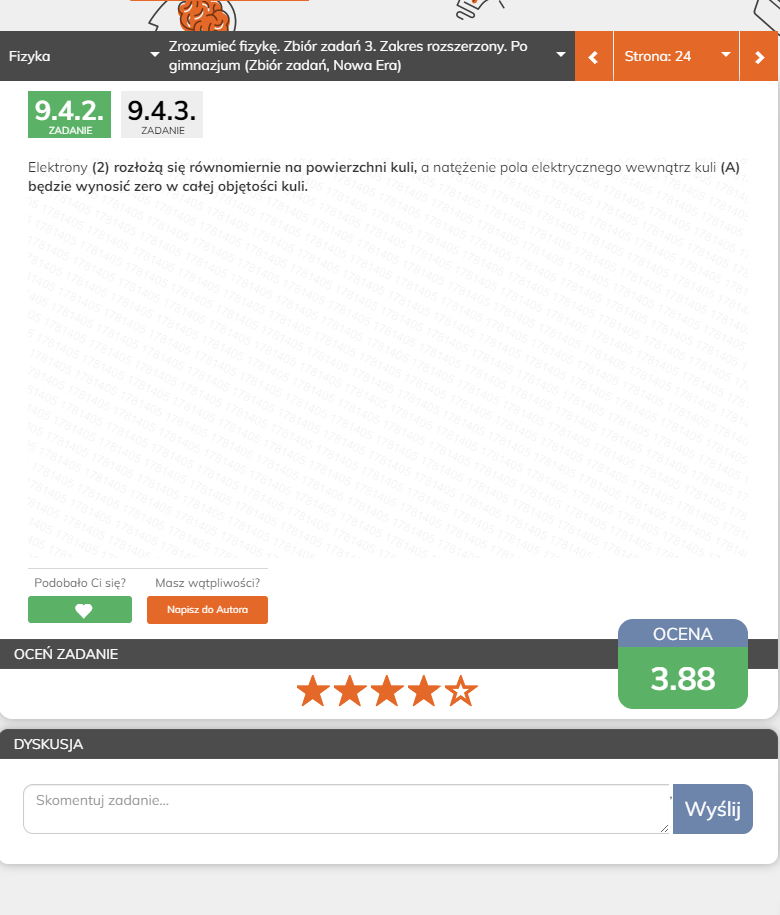 Fizyka
Zrozumieć fizykę. Zbiór zadań 3. Zakres rozszerzony. Po
gimnazjum (Zbiór zadań, Nowa Era)
Strona: 24
9.4.2.
ZADANIE
9.4.3.
ZADANIE
Elektrony (2) rozłożą się równomiernie na powierzchni kuli, a natężenie pola elektrycznego wewnątrz kuli (A)
będzie wynosić zero w całej objętości kuli.
1781405
Podobało Ci się?
Masz wątpliwości?
Napisz do Autora
OCENA
OCEŃ ZADANIE
3.88
DYSKUSJA
Skomentuj zadanie...
Wyślij